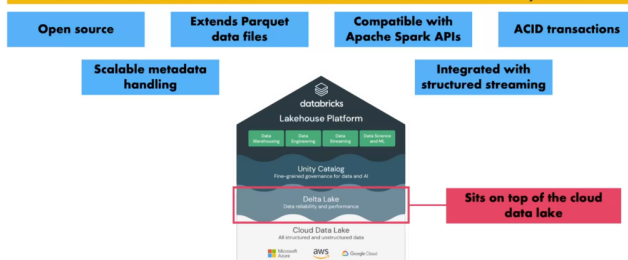 Open source
Extends Parquet
data files
Compatible with
Apache Spark APIs
ACID transactions
Scalable metadata
handling
Integrated with
structured streaming
databricks
Lakehouse Platform
Data
Warehousing
Data
Engineering
Data
Streaming
Data Science
and ML
Unity Catalog
Fine-grained governance for data and AI
Delta Lake
Data reliability and performance
Sits on top of the cloud
data lake
Cloud Data Lake
All structured and unstructured data
Microsoft
Azure
aws
Google Cloud